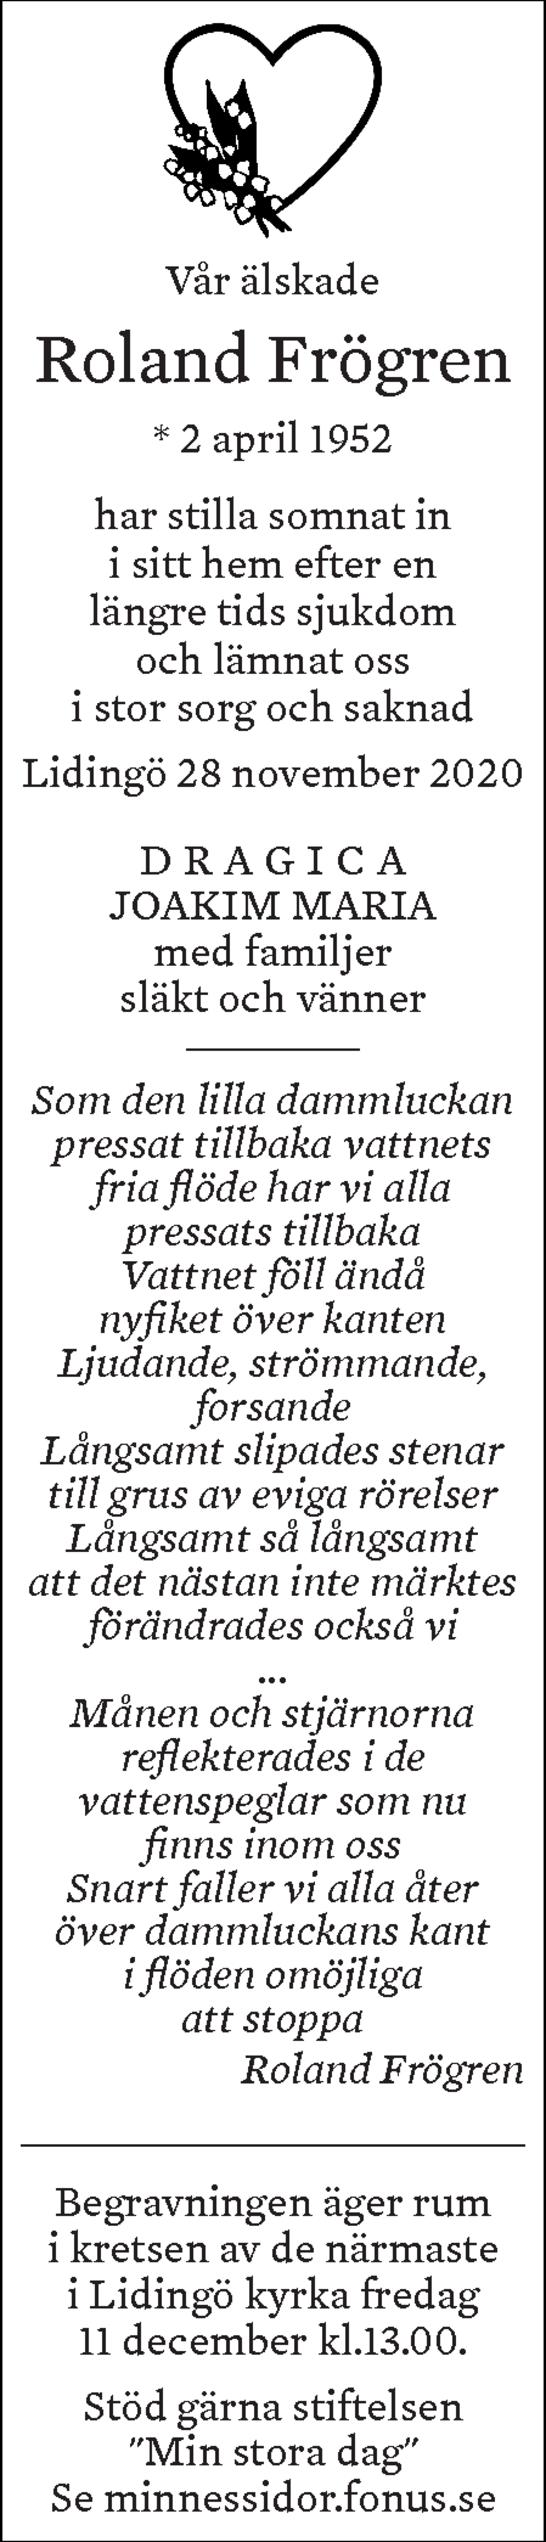 Vår älskade
Roland Frögren
* 2 april 1952
har stilla somnat in
i sitt hem efter en
längre tids sjukdom
och lämnat oss
i stor sorg och saknad
Lidingö 28 november 2020
D R A G I C A
JOAKIM MARIA
med familjer
släkt och vänner
Som den lilla dammluckan
pressat tillbaka vattnets
fria flöde har vi alla
pressats tillbaka
Vattnet föll ändå
nyfiket över kanten
Ljudande, strömmande,
forsande
Långsamt slipades stenar
till grus av eviga rörelser
Långsamt så långsamt
att det nästan inte märktes
förändrades också vi
...
Månen och stjärnorna
reflekterades i de
vattenspeglar som nu
finns inom oss
Snart faller vi alla åter
över dammluckans kant
i flöden omöjliga
att stoppa
Roland Frögren
Begravningen äger rum
i kretsen av de närmaste
i Lidingö kyrka fredag
11 december kl.13.00.
Stöd gärna stiftelsen
"Min stora dag"
Se minnessidor.fonus.se